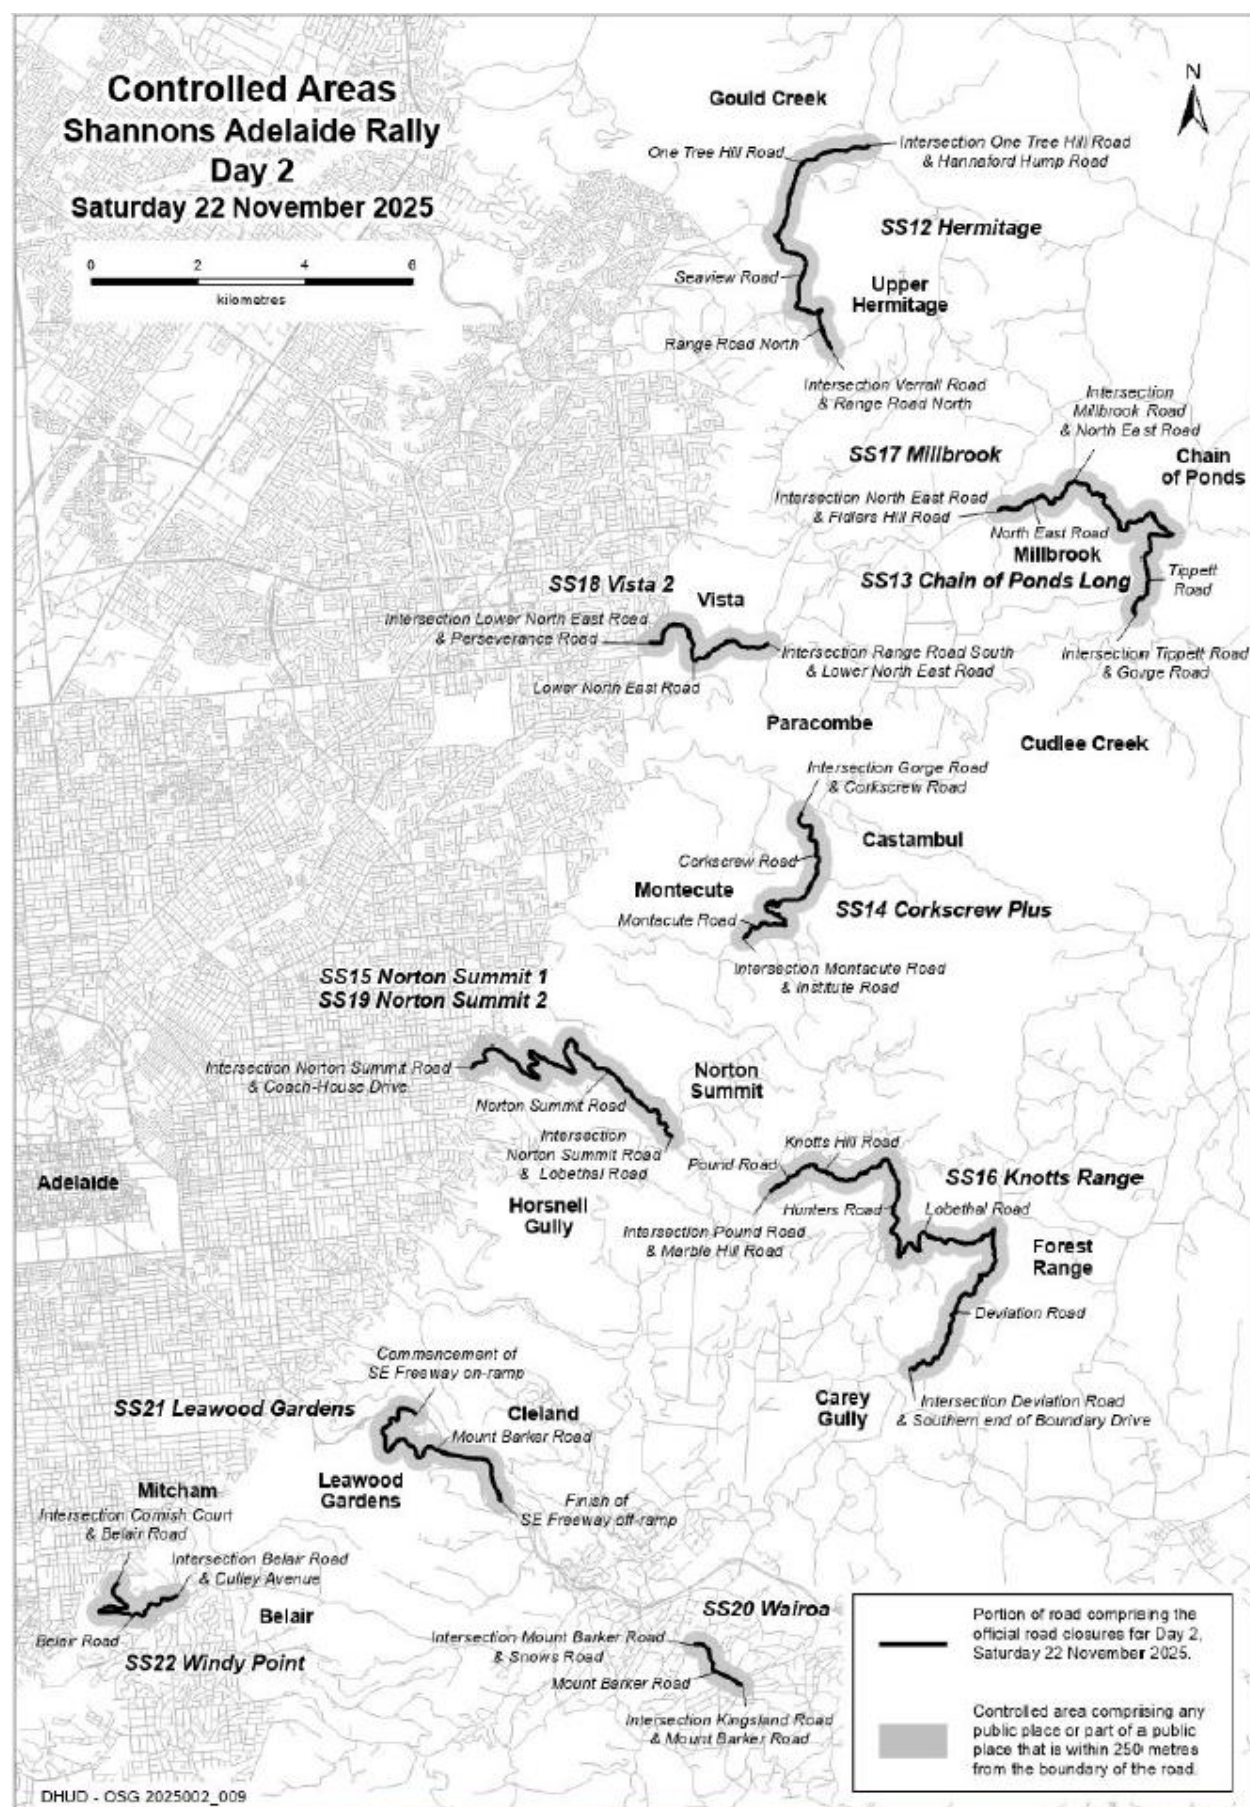 Controlled Areas
Shannons Adelaide Rally
Day 2
Saturday 22 November 2025
0 2 4 6
kilometres
N
Gould Creek
One Tree Hill Road
Intersection One Tree Hill Road
& Hannaford Hump Road
SS12 Hermitage
Seaview Road
Upper
Hermitage
Range Road North
Intersection Verrall Road
& Range Road North
Intersection
Millbrook Road
& North East Road
SS17 Millbrook
Chain
of Ponds
Intersection North East Road
& Fidlers Hill Road
North East Road
Millbrook
SS13 Chain of Ponds Long
Tippett
Road
SS18 Vista 2
Vista
Intersection Lower North East Road
& Perseverance Road
Intersection Range Road South
& Lower North East Road
Lower North East Road
Intersection Tippett Road
& Gorge Road
Paracombe
Cudlee Creek
Intersection Gorge Road
& Corkscrew Road
Castambul
Corkscrew Road
Montecute
SS14 Corkscrew Plus
Montacute Road
Intersection Montacute Road
& Institute Road
SS15 Norton Summit 1
SS19 Norton Summit 2
Intersection Norton Summit Road
& Coach-House Drive
Norton
Summit
Norton Summit Road
Intersection
Norton Summit Road
& Lobethal Road
Knotts Hill Road
Pound Road
SS16 Knotts Range
Adelaide
Horsnell
Gully
Hunters Road
Lobethal Road
Intersection Pound Road
& Marble Hill Road
Forest
Range
Deviation Road
Commencement of
SE Freeway on-ramp
SS21 Leawood Gardens
Cleland
Mount Barker Road
Carey
Gully
Intersection Deviation Road
& Southern end of Boundary Drive
Leawood
Gardens
Mitcham
Finish of
SE Freeway off-ramp
Intersection Cornish Court
& Belair Road
Intersection Belair Road
& Culley Avenue
Belair
Belair Road
SS22 Windy Point
SS20 Wairoa
Intersection Mount Barker Road
& Snows Road
Mount Barker Road
Intersection Kingsland Road
& Mount Barker Road
Portion of road comprising the
official road closures for Day 2,
Saturday 22 November 2025.
Controlled area comprising any
public place or part of a public
place that is within 250 metres
from the boundary of the road.
DHUD - OSG 2025002_009